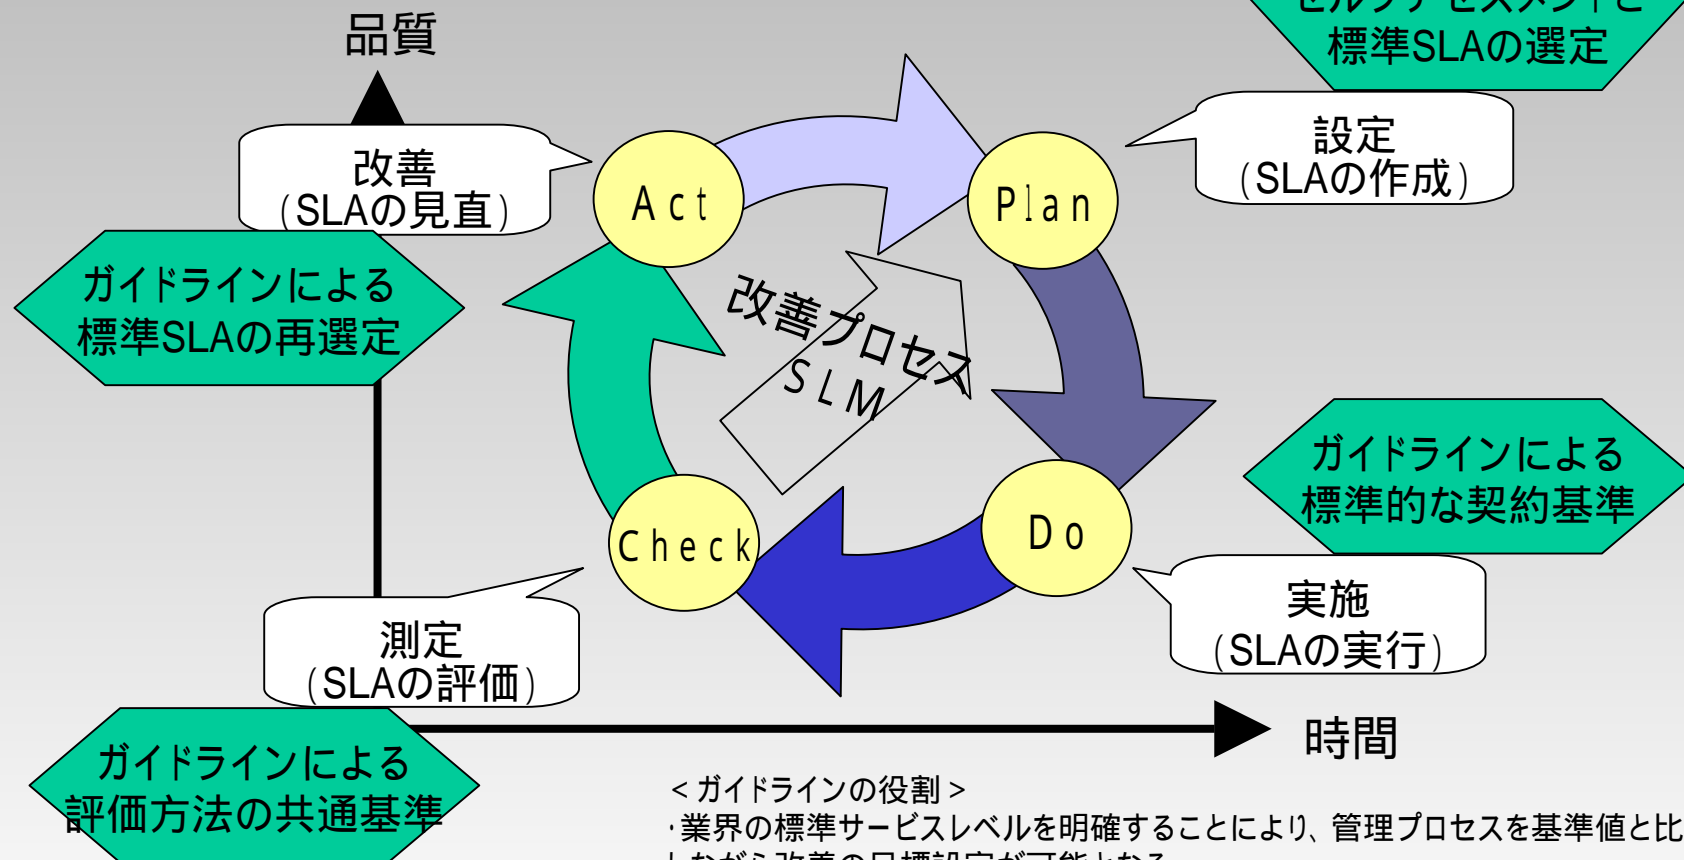 品質
標準SLAの選定
改善
(SLAの見直)
設定
(SLAの作成)
Act
Plan
ガイドラインによる
標準SLAの再選定
改善プロセス
SLM
ガイドラインによる
標準的な契約基準
Check
Do
測定
(SLAの評価)
実施
(SLAの実行)
時間
ガイドラインによる
評価方法の共通基準
<ガイドラインの役割>
・業界の標準サービスレベルを明確することにより、管理プロセスを基準値と比